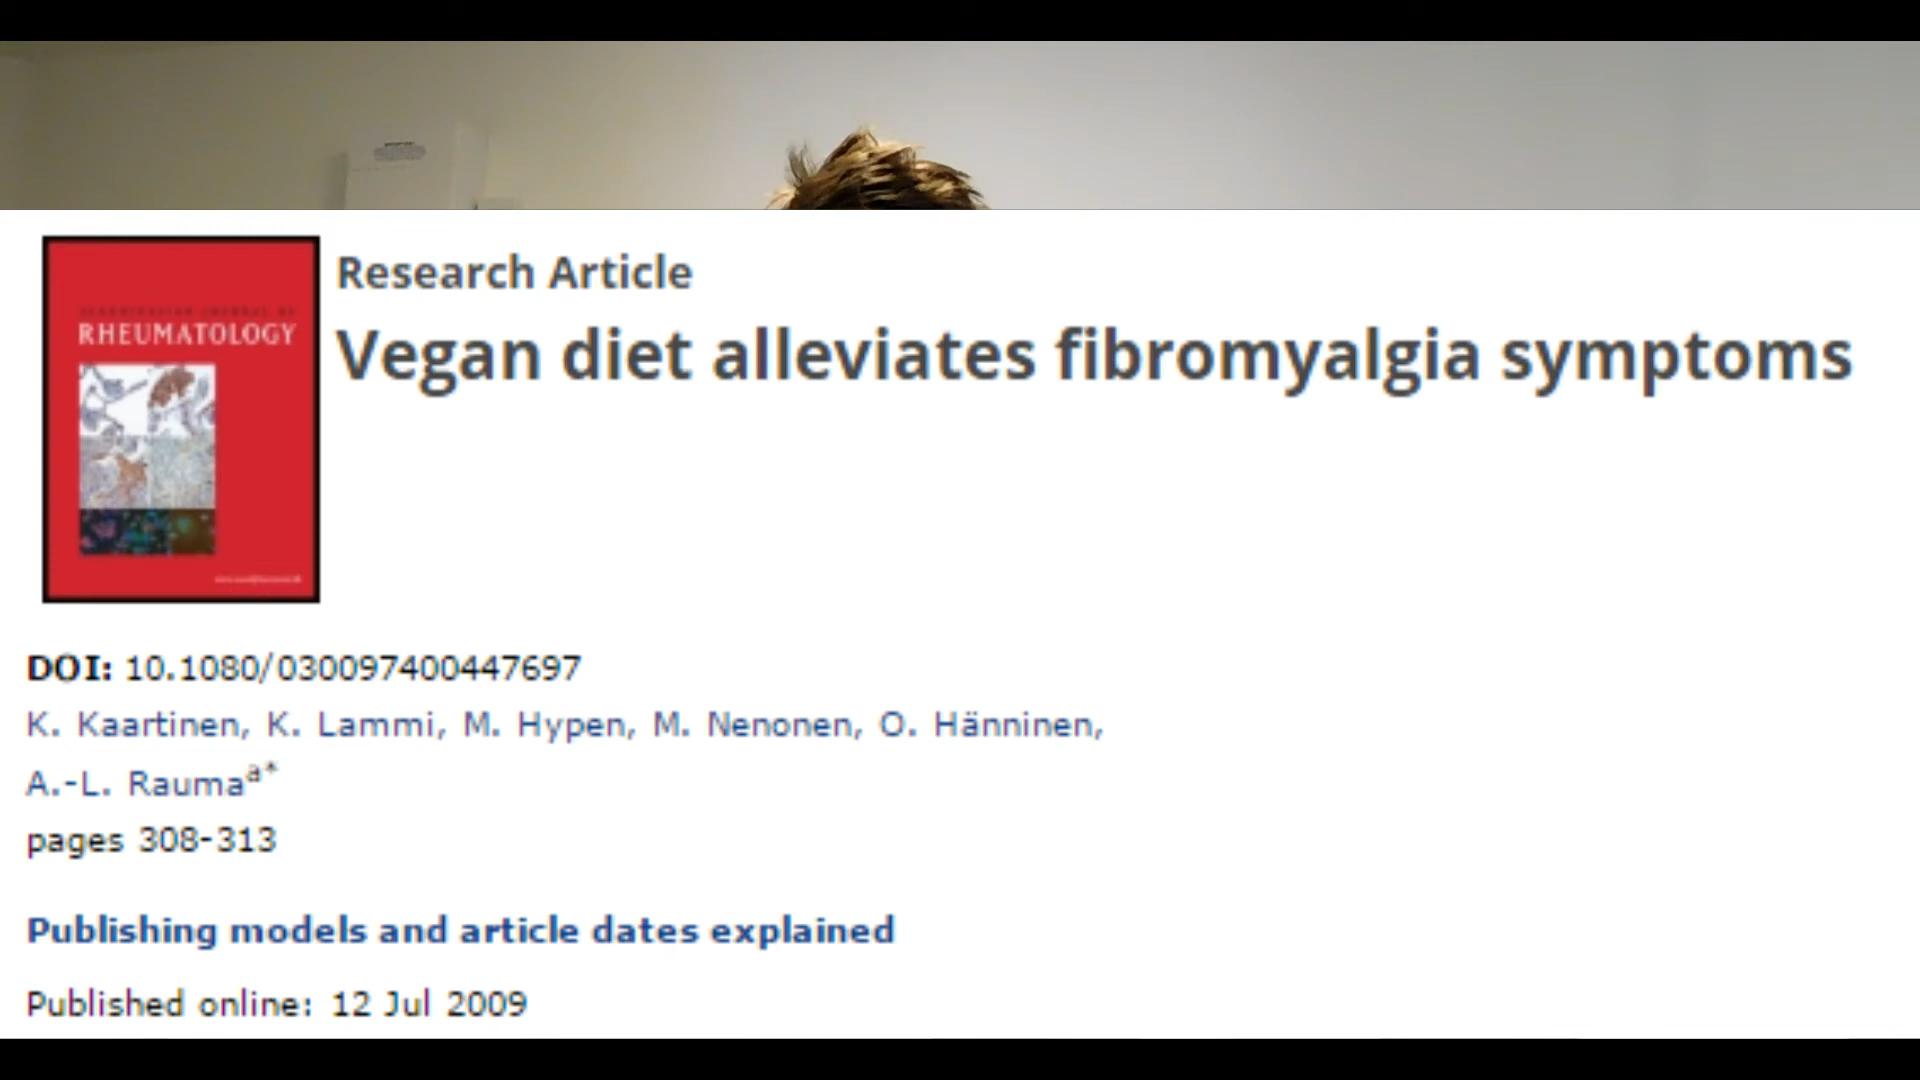 Research Article
Vegan diet alleviates fibromyalgia symptoms
RHEUMATOLOGY
DOI: 10.1080/030097400447697
K. Kaartinen, K. Lammi, M. Hypen, M. Nenonen, O. Hänninen,
A.-L. Rauma a*
pages 308-313
Publishing models and article dates explained
Published online: 12 Jul 2009